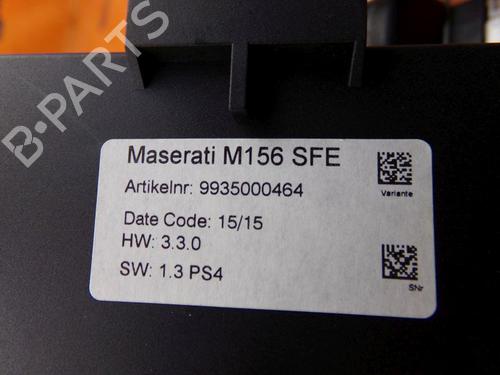 Maserati M156 SFE
Artikelnr: 9935000464
Variante
Date Code: 15/15
HW: 3.3.0
SW: 1.3 PS4
SNr
B-Parts